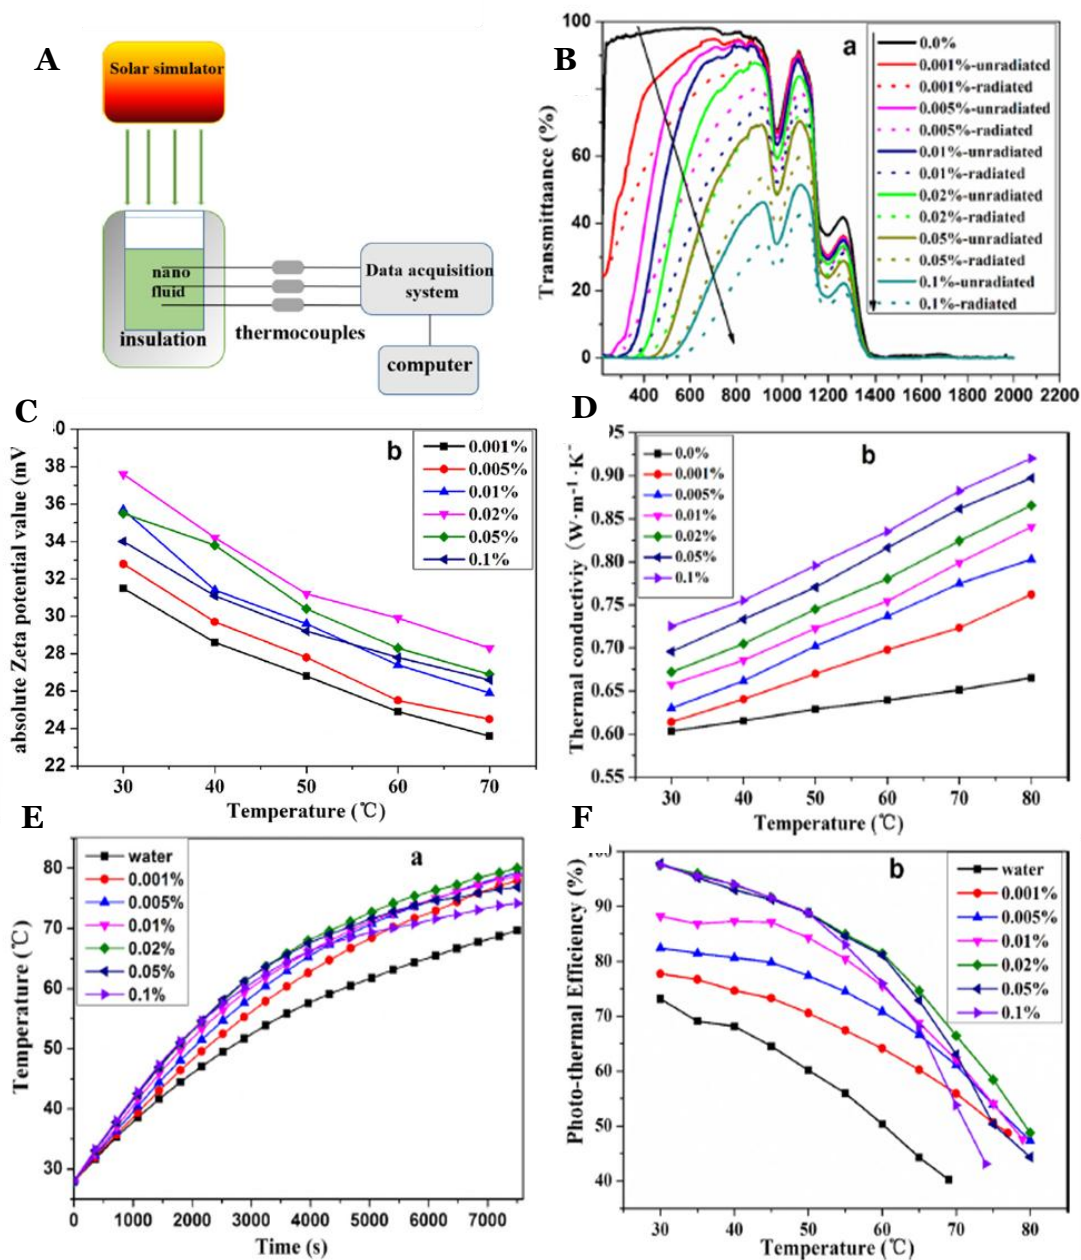 A
Solar simulator
nano
fluid
insulation
thermocouples
Data acquisition
system
computer
B
a
Transmittaance (%)
100
60
40
20
0
400 600 800 1000 1200 1400 1600 1800 2000 2200
0.0%
0.001%-unradiated
0.001%-radiated
0.005%-unradiated
0.005%-radiated
0.01%-unradiated
0.01%-radiated
0.02%-unradiated
0.02%-radiated
0.05%-unradiated
0.05%-radiated
0.1%-unradiated
0.1%-radiated
C
b
absolute Zeta potential value (mV
38
36
34
32
30
28
26
24
22
30 40 50 60 70
Temperature (℃)
0.001%
0.005%
0.01%
0.02%
0.05%
0.1%
D
b
Thermal conductiviy (W·m⁻¹·K⁻
0.90
0.85
0.80
0.75
0.70
0.65
0.60
0.55
30 40 50 60 70 80
Temperature (℃)
0.0%
0.001%
0.005%
0.01%
0.02%
0.05%
0.1%
E
a
Temperature (℃)
80
70
60
50
40
30
0 1000 2000 3000 4000 5000 6000 7000
Time (s)
water
0.001%
0.005%
0.01%
0.02%
0.05%
0.1%
F
b
Photo-thermal Efficiency (%)
90
80
70
60
50
40
30 40 50 60 70 80
Temperature (℃)
water
0.001%
0.005%
0.01%
0.02%
0.05%
0.1%